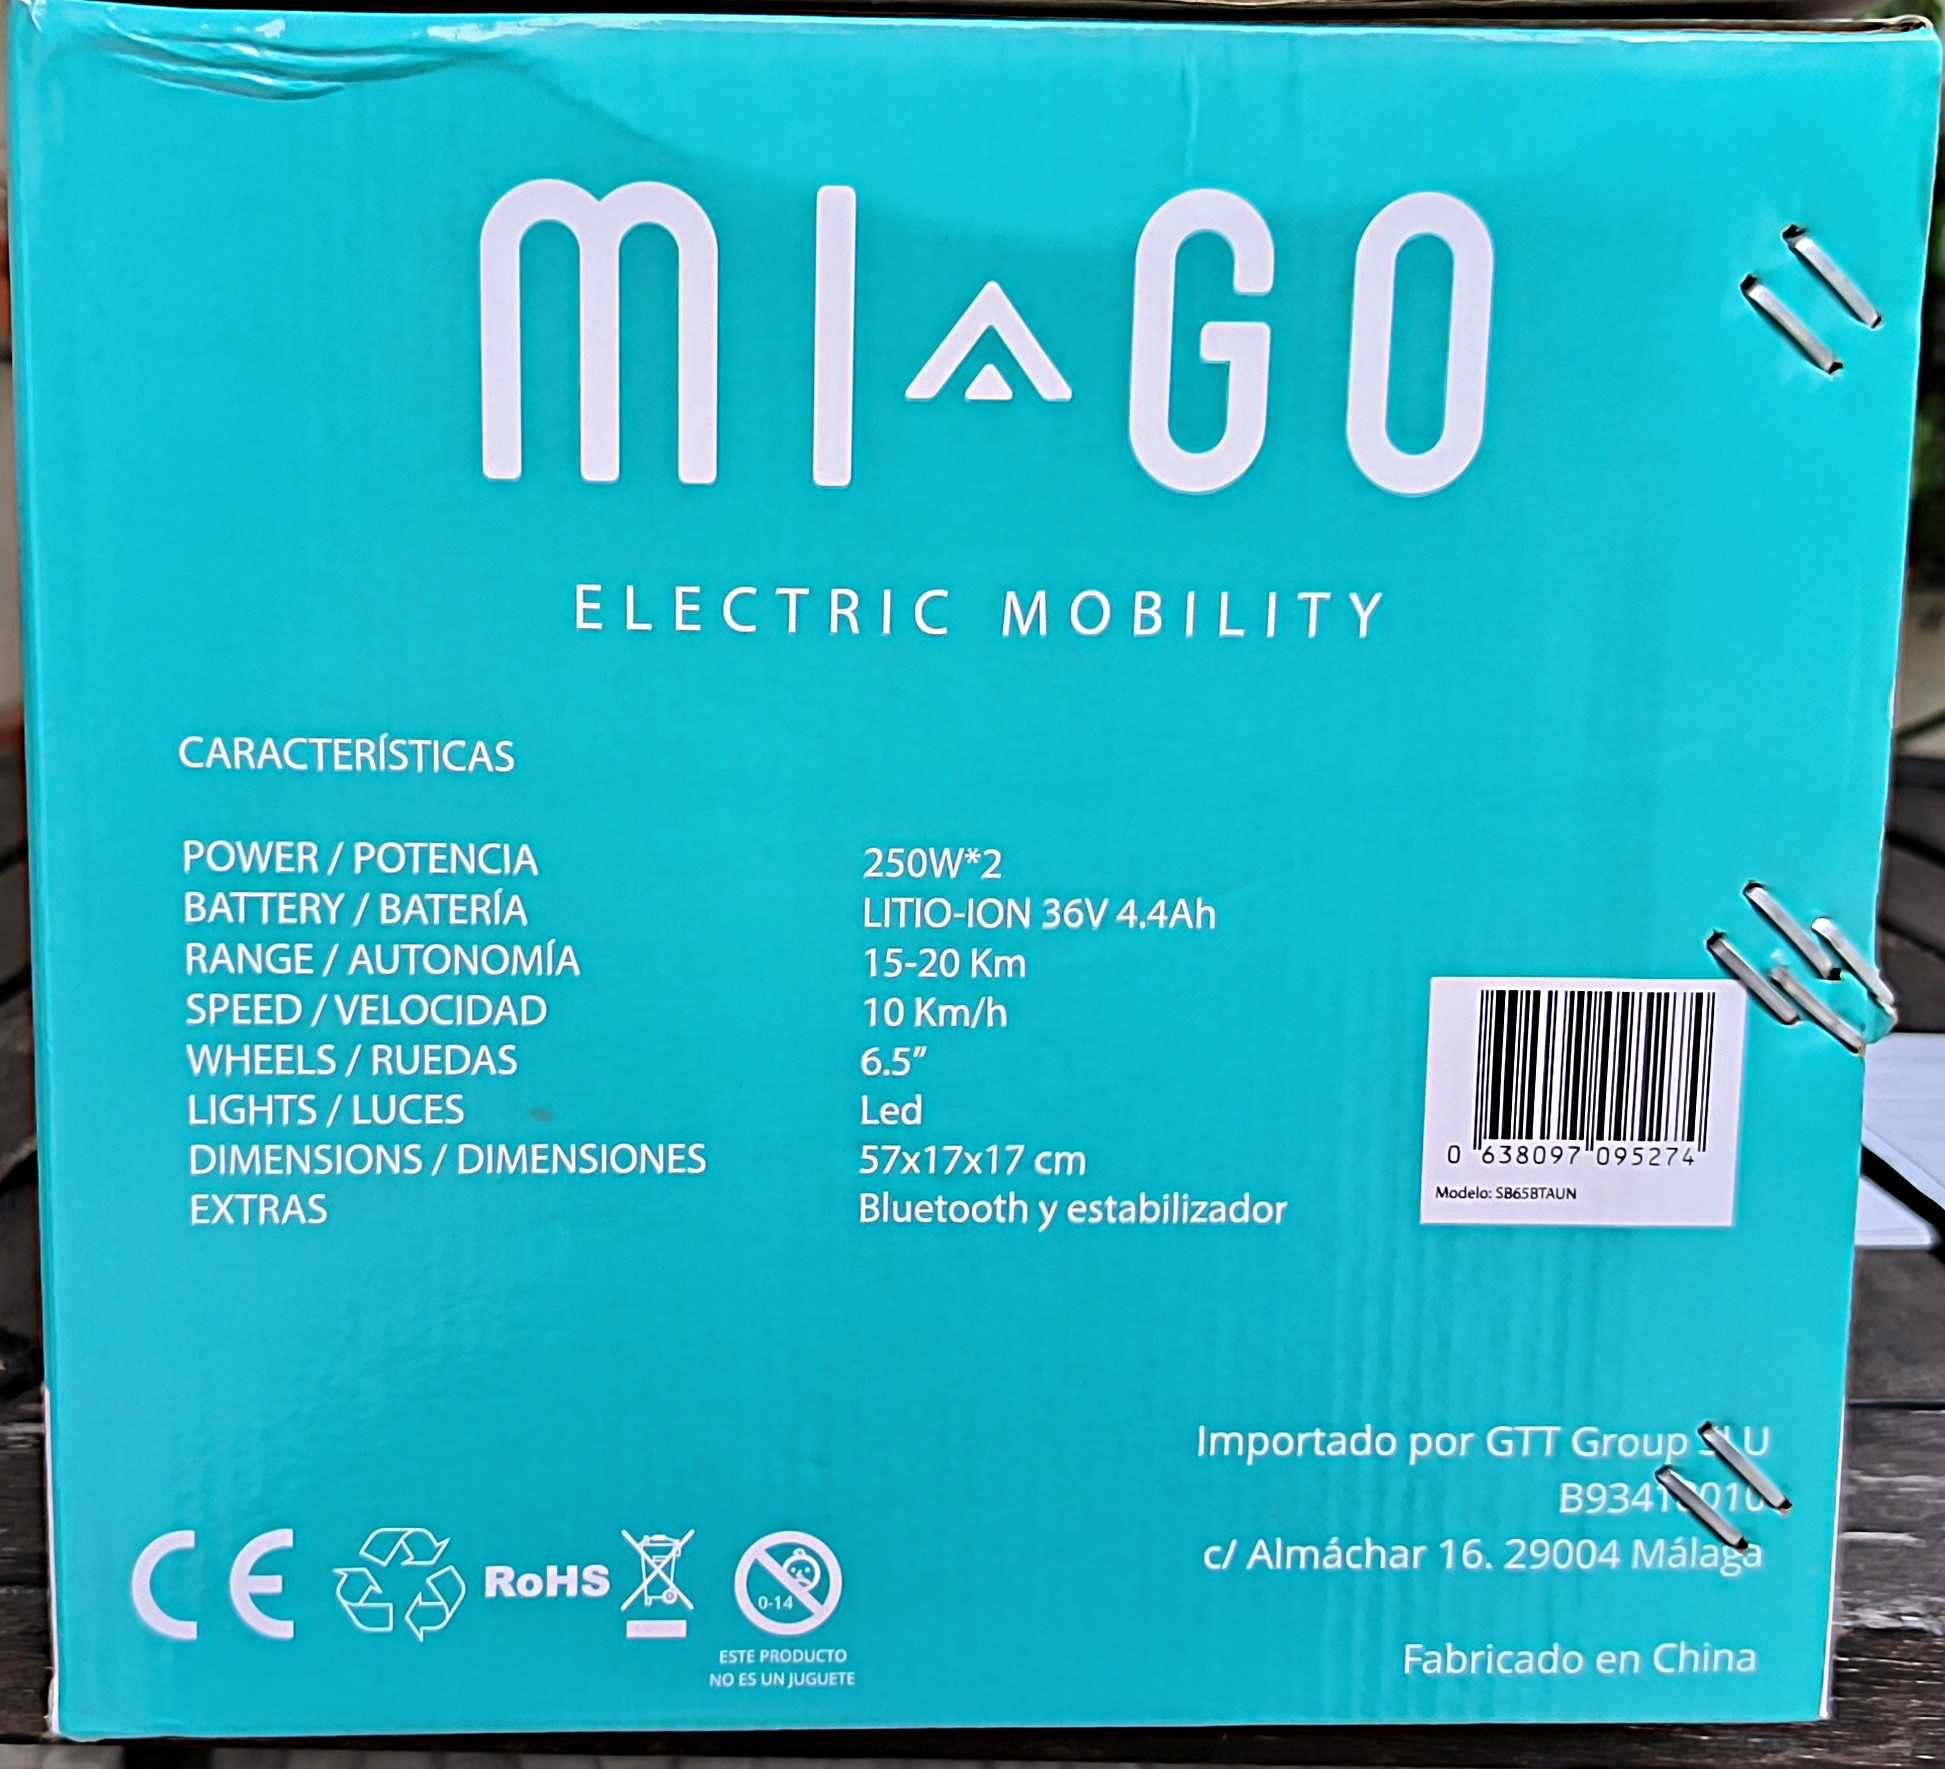 MI GO
ELECTRIC MOBILITY
CARACTERÍSTICAS
POWER / POTENCIA 250W*2
BATTERY / BATERÍA LITIO-ION 36V 4.4Ah
RANGE / AUTONOMÍA 15-20 Km
SPEED / VELOCIDAD 10 Km/h
WHEELS / RUEDAS 6.5”
LIGHTS / LUCES Led
DIMENSIONS / DIMENSIONES 57x17x17 cm
EXTRAS Bluetooth y estabilizador
0 638097 095274
Modelo: SB65BTAUN
Importado por GTT Group SLU
c/ Almáchar 16. 29004 Málaga
Fabricado en China
CE RoHS
0-14
ESTE PRODUCTO
NO ES UN JUGUETE